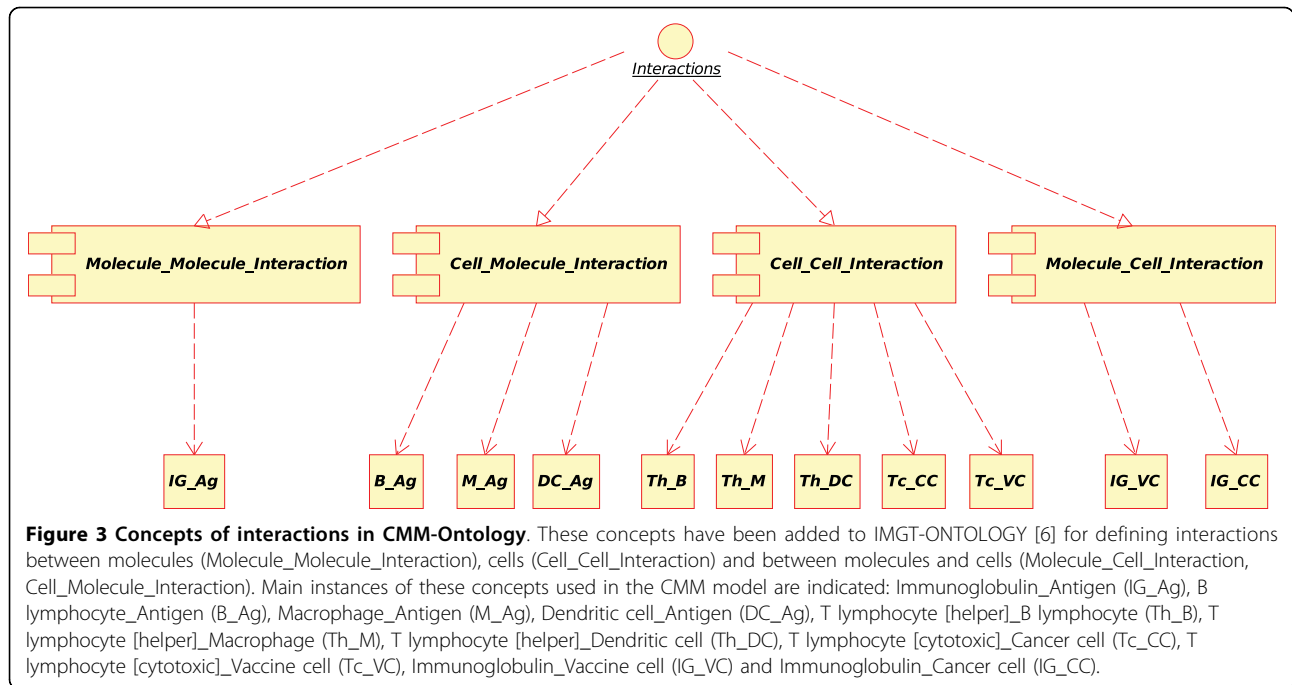 Interactions
Molecule_Molecule_Interaction
Cell_Molecule_Interaction
Cell_Cell_Interaction
Molecule_Cell_Interaction
IG_Ag
B_Ag
M_Ag
DC_Ag
Th_B
Th_M
Th_DC
Tc_CC
Tc_VC
IG_VC
IG_CC
Figure 3 Concepts of interactions in CMM-Ontology. These concepts have been added to IMGT-ONTOLOGY [6] for defining interactions
between molecules (Molecule_Molecule_Interaction), cells (Cell_Cell_Interaction) and between molecules and cells (Molecule_Cell_Interaction,
Cell_Molecule_Interaction). Main instances of these concepts used in the CMM model are indicated: Immunoglobulin_Antigen (IG_Ag), B
lymphocyte_Antigen (B_Ag), Macrophage_Antigen (M_Ag), Dendritic cell_Antigen (DC_Ag), T lymphocyte [helper]_B lymphocyte (Th_B), T
lymphocyte [helper]_Macrophage (Th_M), T lymphocyte [helper]_Dendritic cell (Th_DC), T lymphocyte [cytotoxic]_Cancer cell (Tc_CC), T
lymphocyte [cytotoxic]_Vaccine cell (Tc_VC), Immunoglobulin_Vaccine cell (IG_VC) and Immunoglobulin_Cancer cell (IG_CC).